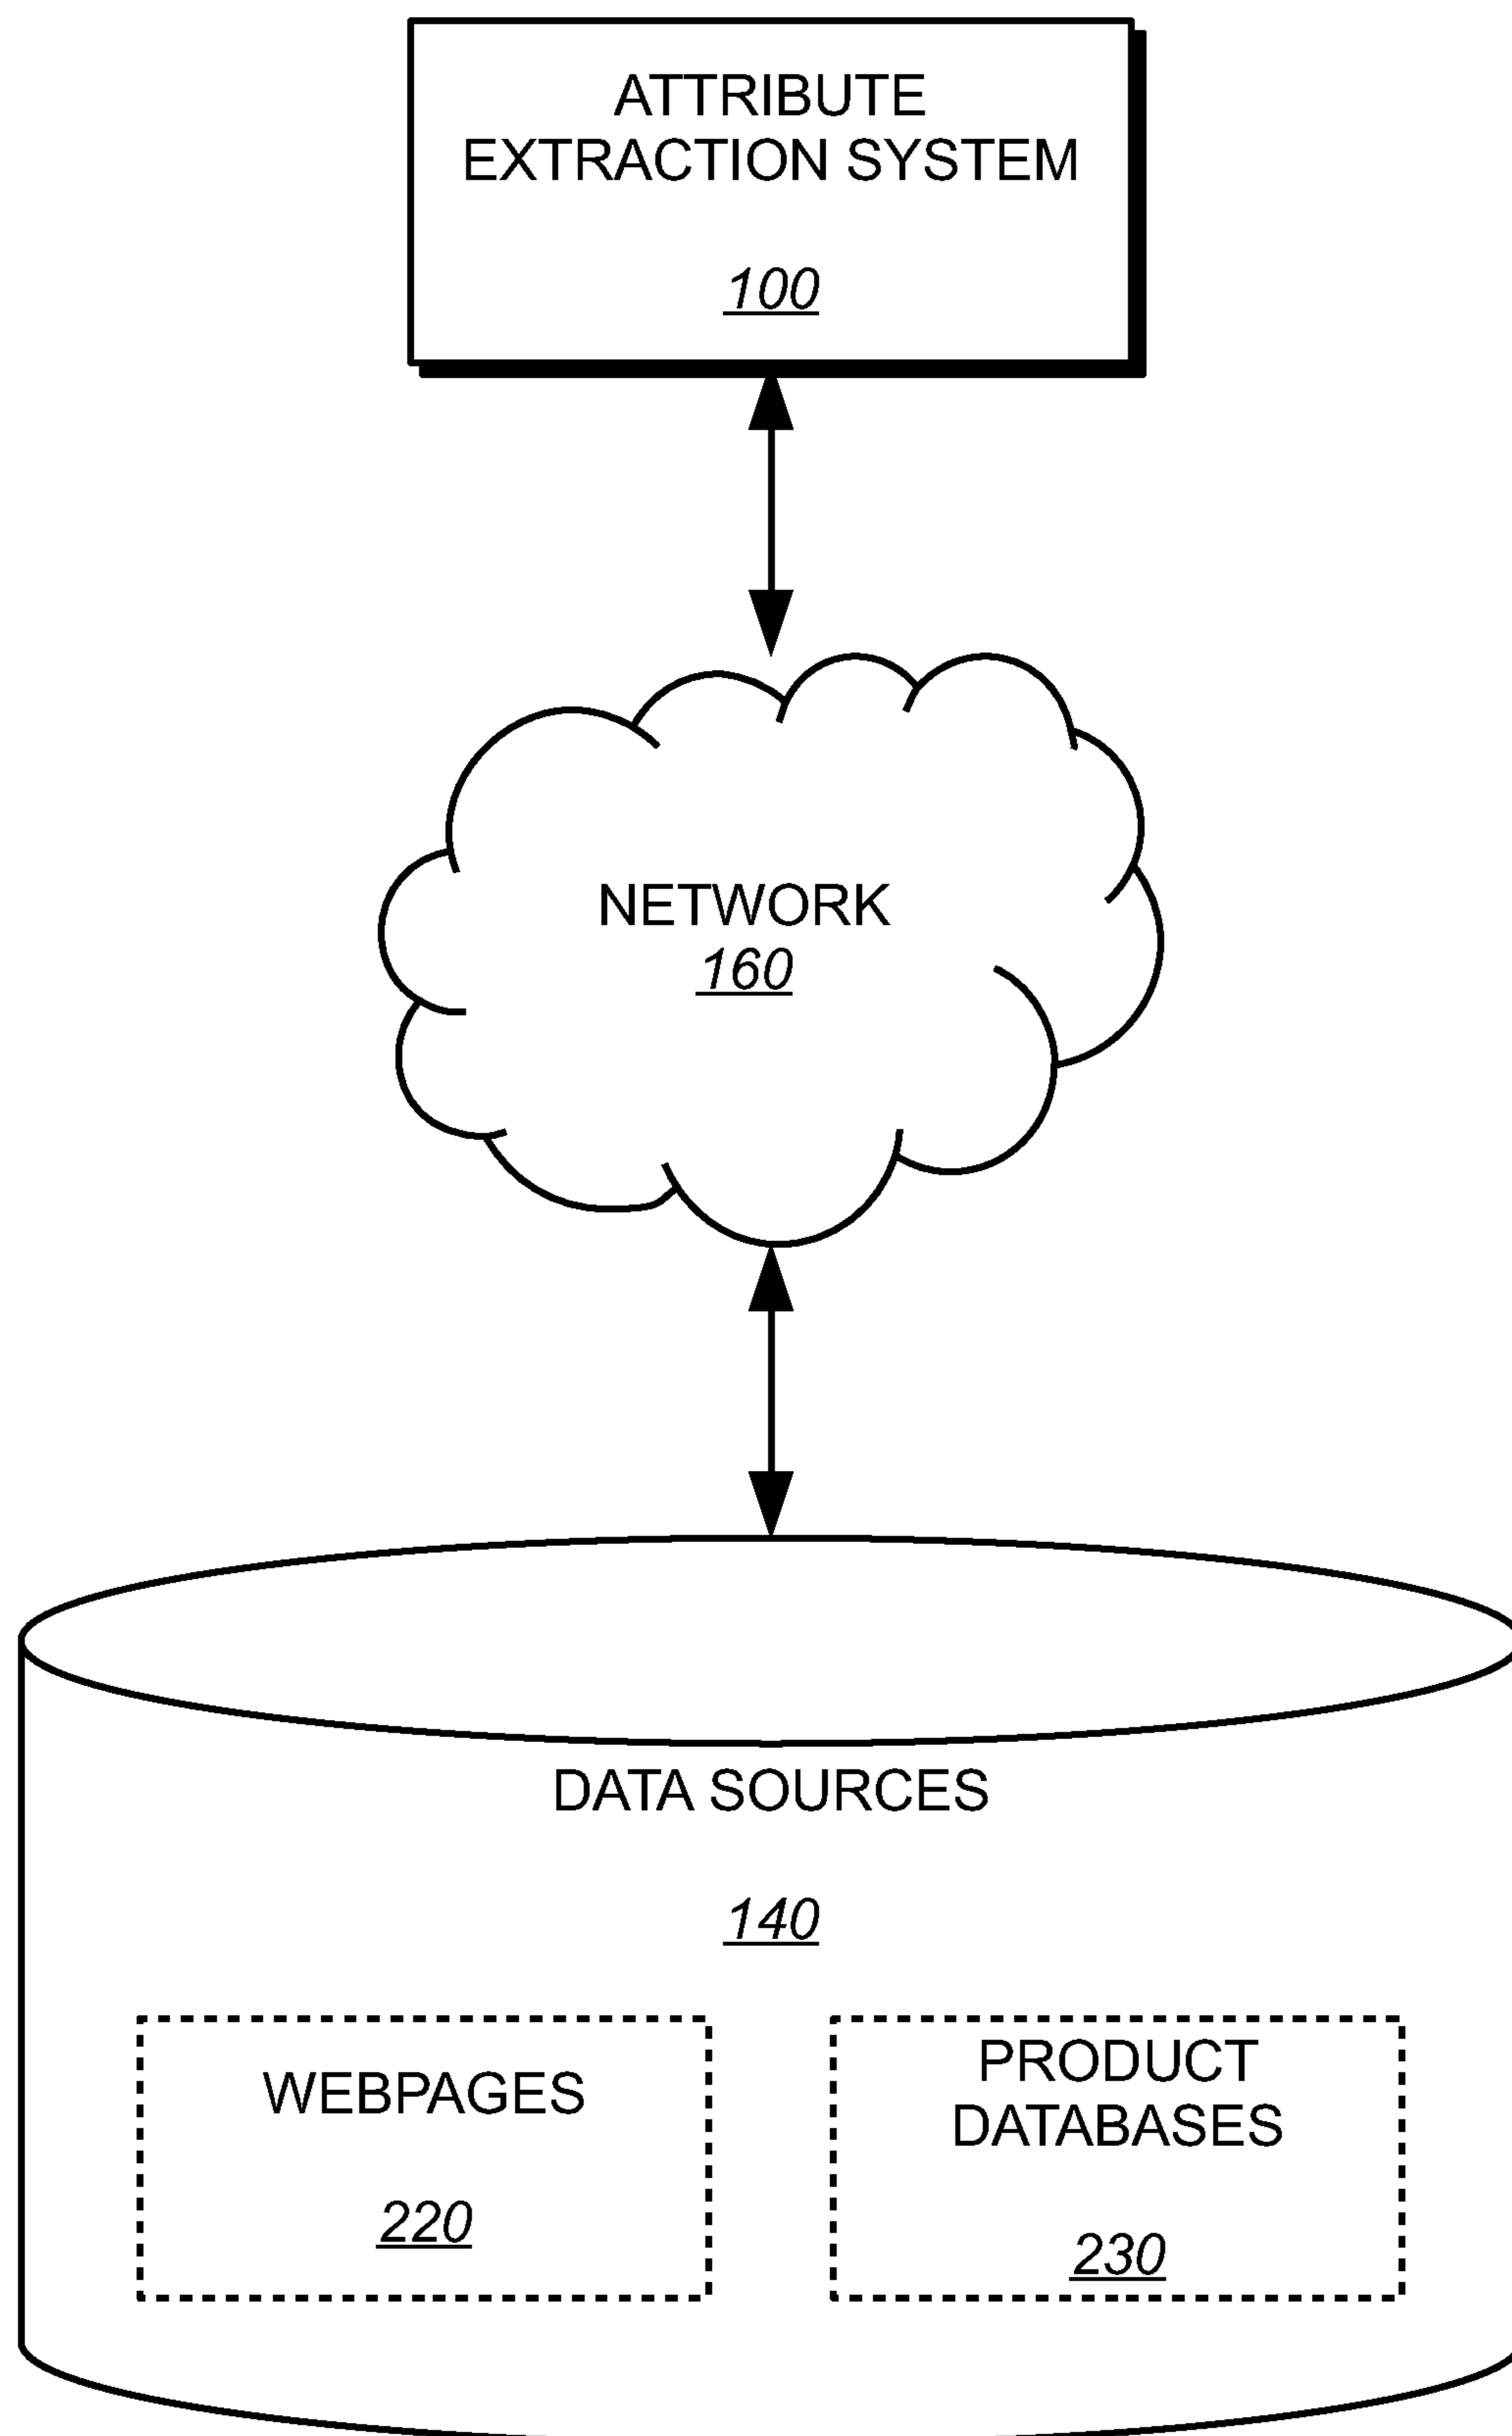 ATTRIBUTE
EXTRACTION SYSTEM
100
NETWORK
160
DATA SOURCES
140
WEBPAGES
220
PRODUCT
DATABASES
230